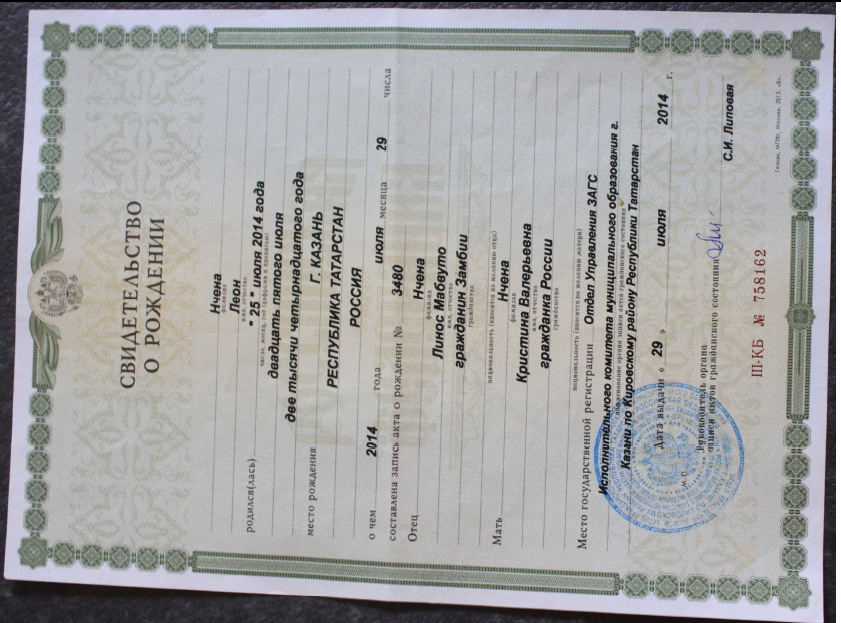 СВИДЕТЕЛЬСТВО
О РОЖДЕНИИ
Нчена
фамилия
Леон
имя, отчество
родился(лась) " 25 " июля 2014 года
число, месяц, год (цифрами и прописью)
двадцать пятого июля
две тысячи четырнадцатого года
место рождения г. КАЗАНЬ
РЕСПУБЛИКА ТАТАРСТАН
РОССИЯ
о чем 2014 года июля месяца 29 числа
составлена запись акта о рождении № 3480
Отец Нчена
фамилия
Линос Мабвуто
имя, отчество
гражданин Замбии
гражданство
национальность (вносится по желанию отца)
Мать Нчена
фамилия
Кристина Валерьевна
имя, отчество
гражданка России
гражданство
национальность (вносится по желанию матери)
Место государственной регистрации Отдел Управления ЗАГС
Исполнительного комитета муниципального образования г.
наименование органа записи актов гражданского состояния
Казани по Кировскому району Республики Татарстан
Дата выдачи « 29 » июля 2014 г.
Руководитель органа
записи актов гражданского состояния
С.И. Липовая
М.П.
III-КБ № 758162
Гознак, МПФ, Москва, 2013, «В».